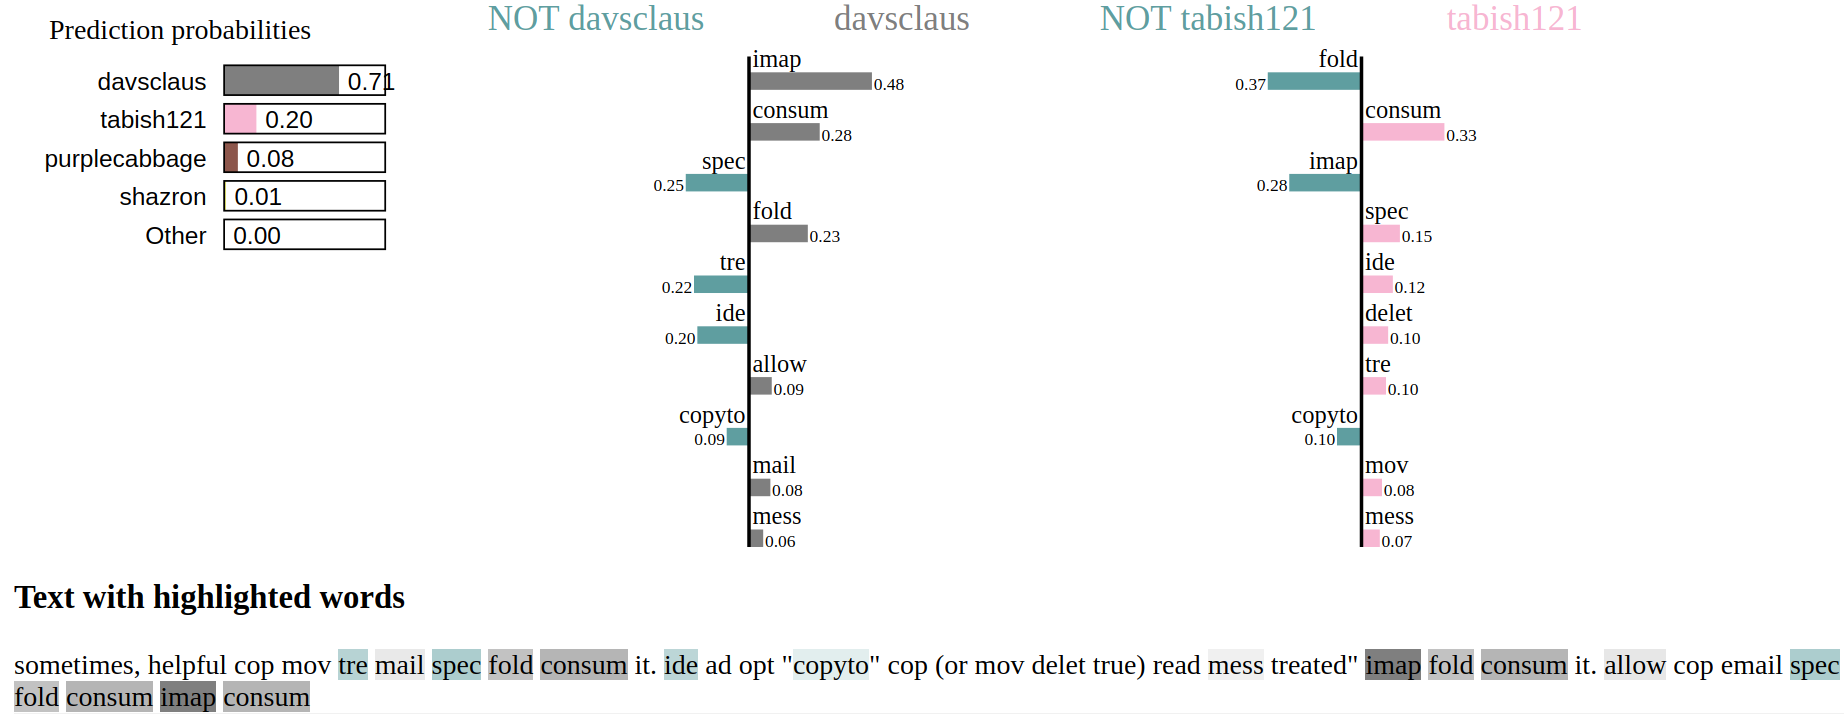 Prediction probabilities
davsclaus 0.71
tabish121 0.20
purplecabbage 0.08
shazron 0.01
Other 0.00
NOT davsclaus davsclaus
imap
0.48
consum
0.28
spec
0.25
fold
0.23
tre
0.22
ide
0.20
allow
0.09
copyto
0.09
mail
0.08
mess
0.06
NOT tabish121 tabish121
fold
0.37
consum
0.33
imap
0.28
spec
0.15
ide
0.12
delet
0.10
tre
0.10
copyto
0.10
mov
0.08
mess
0.07
Text with highlighted words
sometimes, helpful cop mov tre mail spec fold consum it. ide ad opt "copyto" cop (or mov delet true) read mess treated" imap fold consum it. allow cop email spec
fold consum imap consum